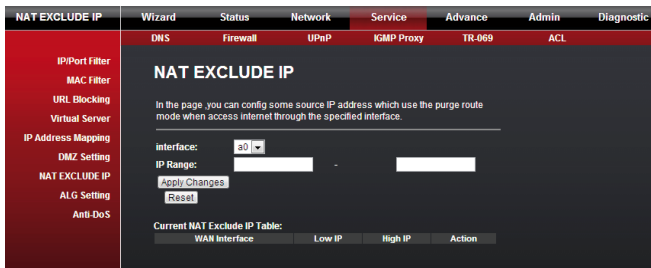 NAT EXCLUDE IP
Wizard Status Network Service Advance Admin Diagnostic
DNS Firewall UPnP IGMP Proxy TR-069 ACL
IP/Port Filter
MAC Filter
URL Blocking
Virtual Server
IP Address Mapping
DMZ Setting
NAT EXCLUDE IP
ALG Setting
Anti-DoS
NAT EXCLUDE IP
In the page ,you can config some source IP address which use the purge route
mode when access internet through the specified interface.
interface: a0
IP Range: -
Apply Changes
Reset
Current NAT Exclude IP Table:
WAN Interface Low IP High IP Action